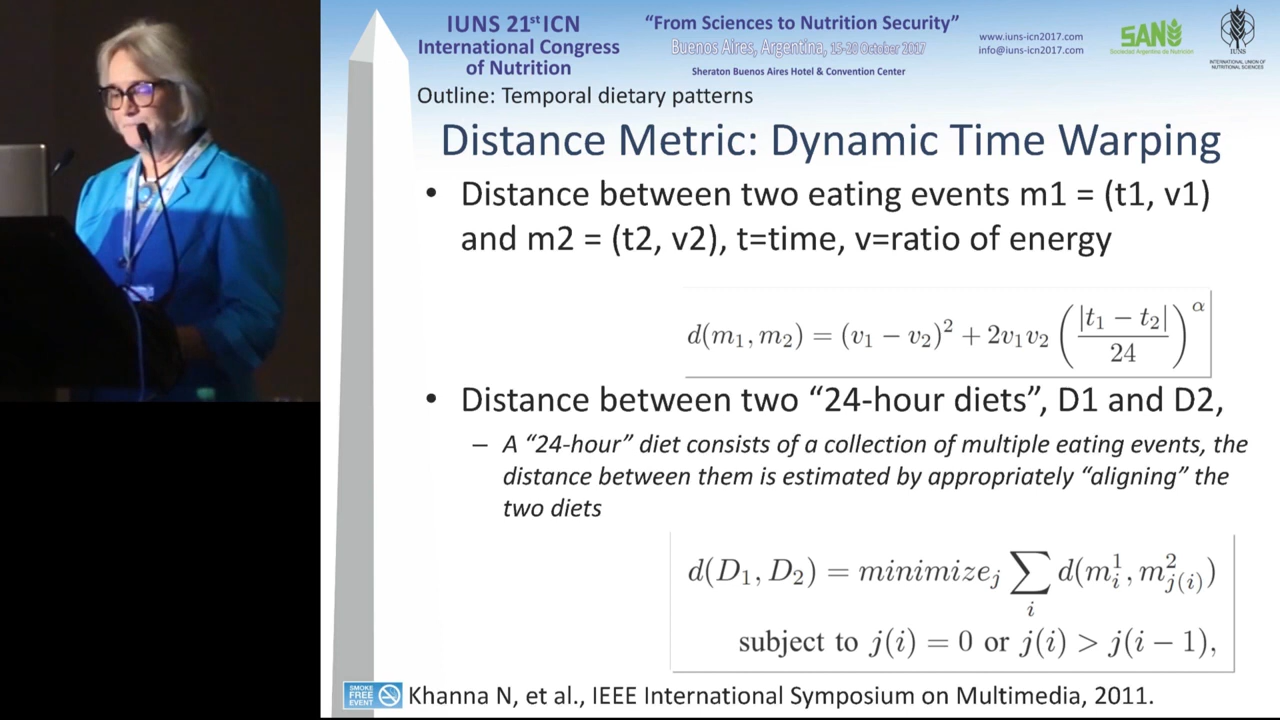 IUNS 21st ICN
International Congress
of Nutrition
“From Sciences to Nutrition Security”
Buenos Aires, Argentina, 15-20 October 2017
Sheraton Buenos Aires Hotel & Convention Center
www.iuns-icn2017.com
info@iuns-icn2017.com
SAN
Sociedad Argentina de Nutrición
IUNS
INTERNATIONAL UNION OF
NUTRITIONAL SCIENCES
Outline: Temporal dietary patterns
Distance Metric: Dynamic Time Warping
• Distance between two eating events m1 = (t1, v1)
and m2 = (t2, v2), t=time, v=ratio of energy
d(m₁, m₂) = (v₁ − v₂)² + 2v₁v₂ (|t₁ − t₂| / 24)^α
• Distance between two “24-hour diets”, D1 and D2,
– A “24-hour” diet consists of a collection of multiple eating events, the
distance between them is estimated by appropriately “aligning” the
two diets
d(D₁, D₂) = minimizeⱼ ∑ᵢ d(m¹ᵢ, m²ⱼ₍ᵢ₎)
subject to j(i) = 0 or j(i) > j(i − 1),
SMOKE
FREE
EVENT
Khanna N, et al., IEEE International Symposium on Multimedia, 2011.